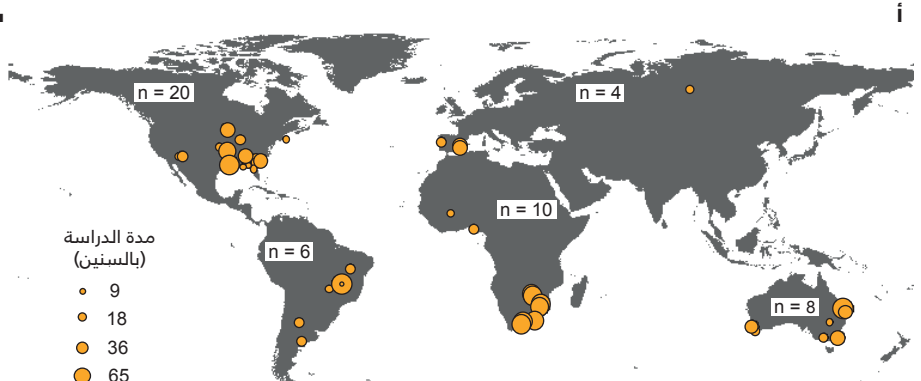 أ
n = 20
n = 4
n = 10
n = 6
n = 8
مدة الدراسة
(بالسنين)
9
18
36
65